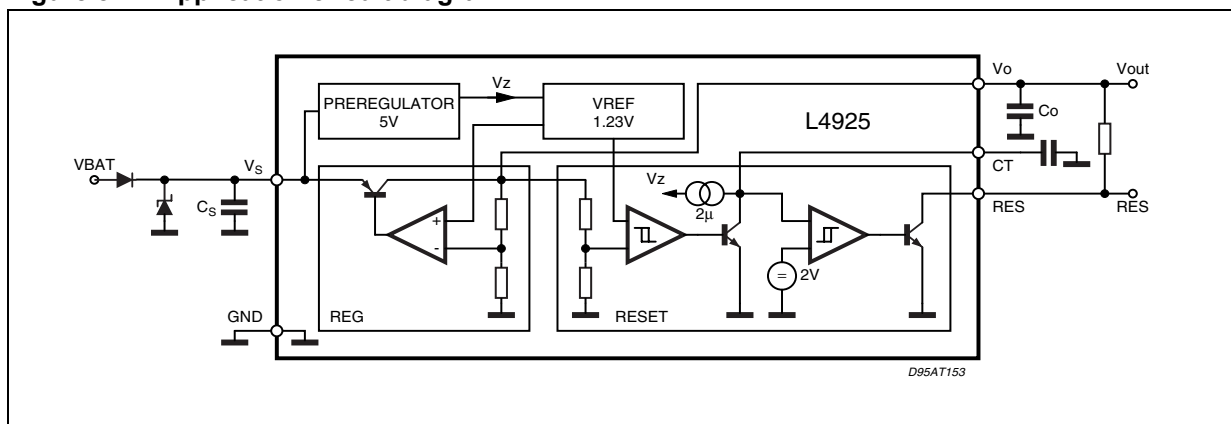 Vo
Vout
Vz
PREREGULATOR
5V
VREF
1.23V
L4925
Co
VBAT
VS
CT
CS
Vz
2µ
RES
RES
+
-
=
2V
GND
REG
RESET
D95AT153